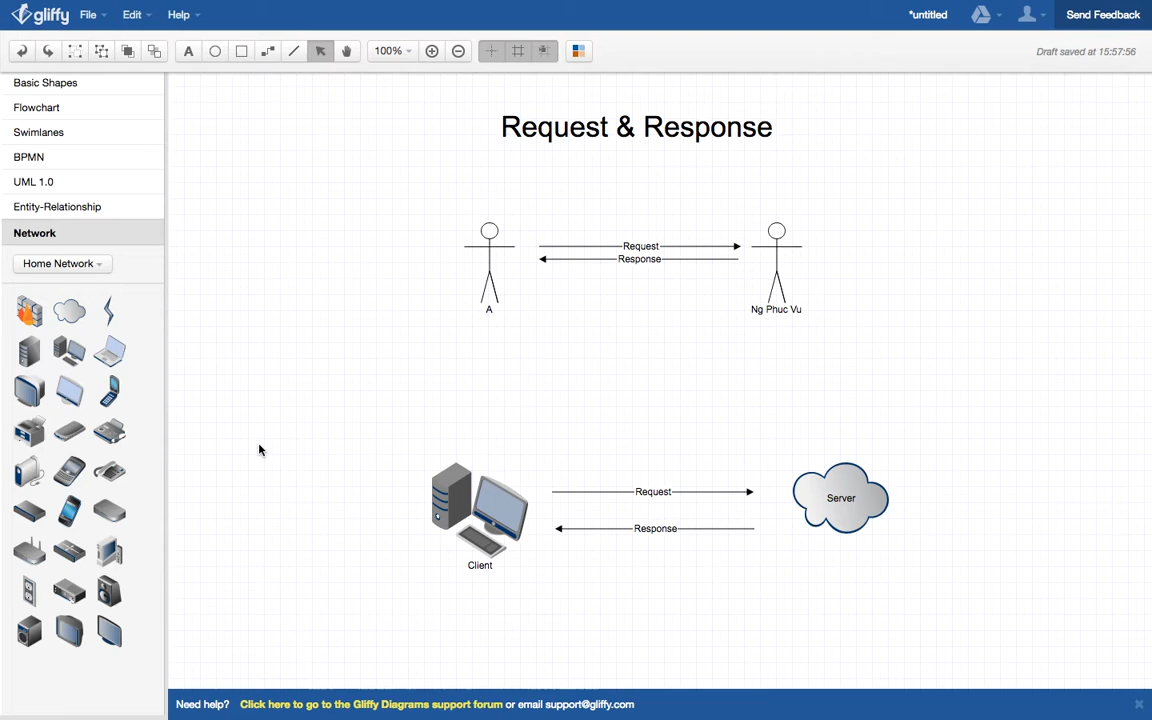 gliffy File Edit Help *untitled Send Feedback
A 100% Draft saved at 15:57:56
Basic Shapes
Flowchart
Swimlanes
BPMN
UML 1.0
Entity-Relationship
Network
Home Network
Request & Response
Request
Response
A
Ng Phuc Vu
Request
Response
Client
Server
Need help? Click here to go to the Gliffy Diagrams support forum or email support@gliffy.com